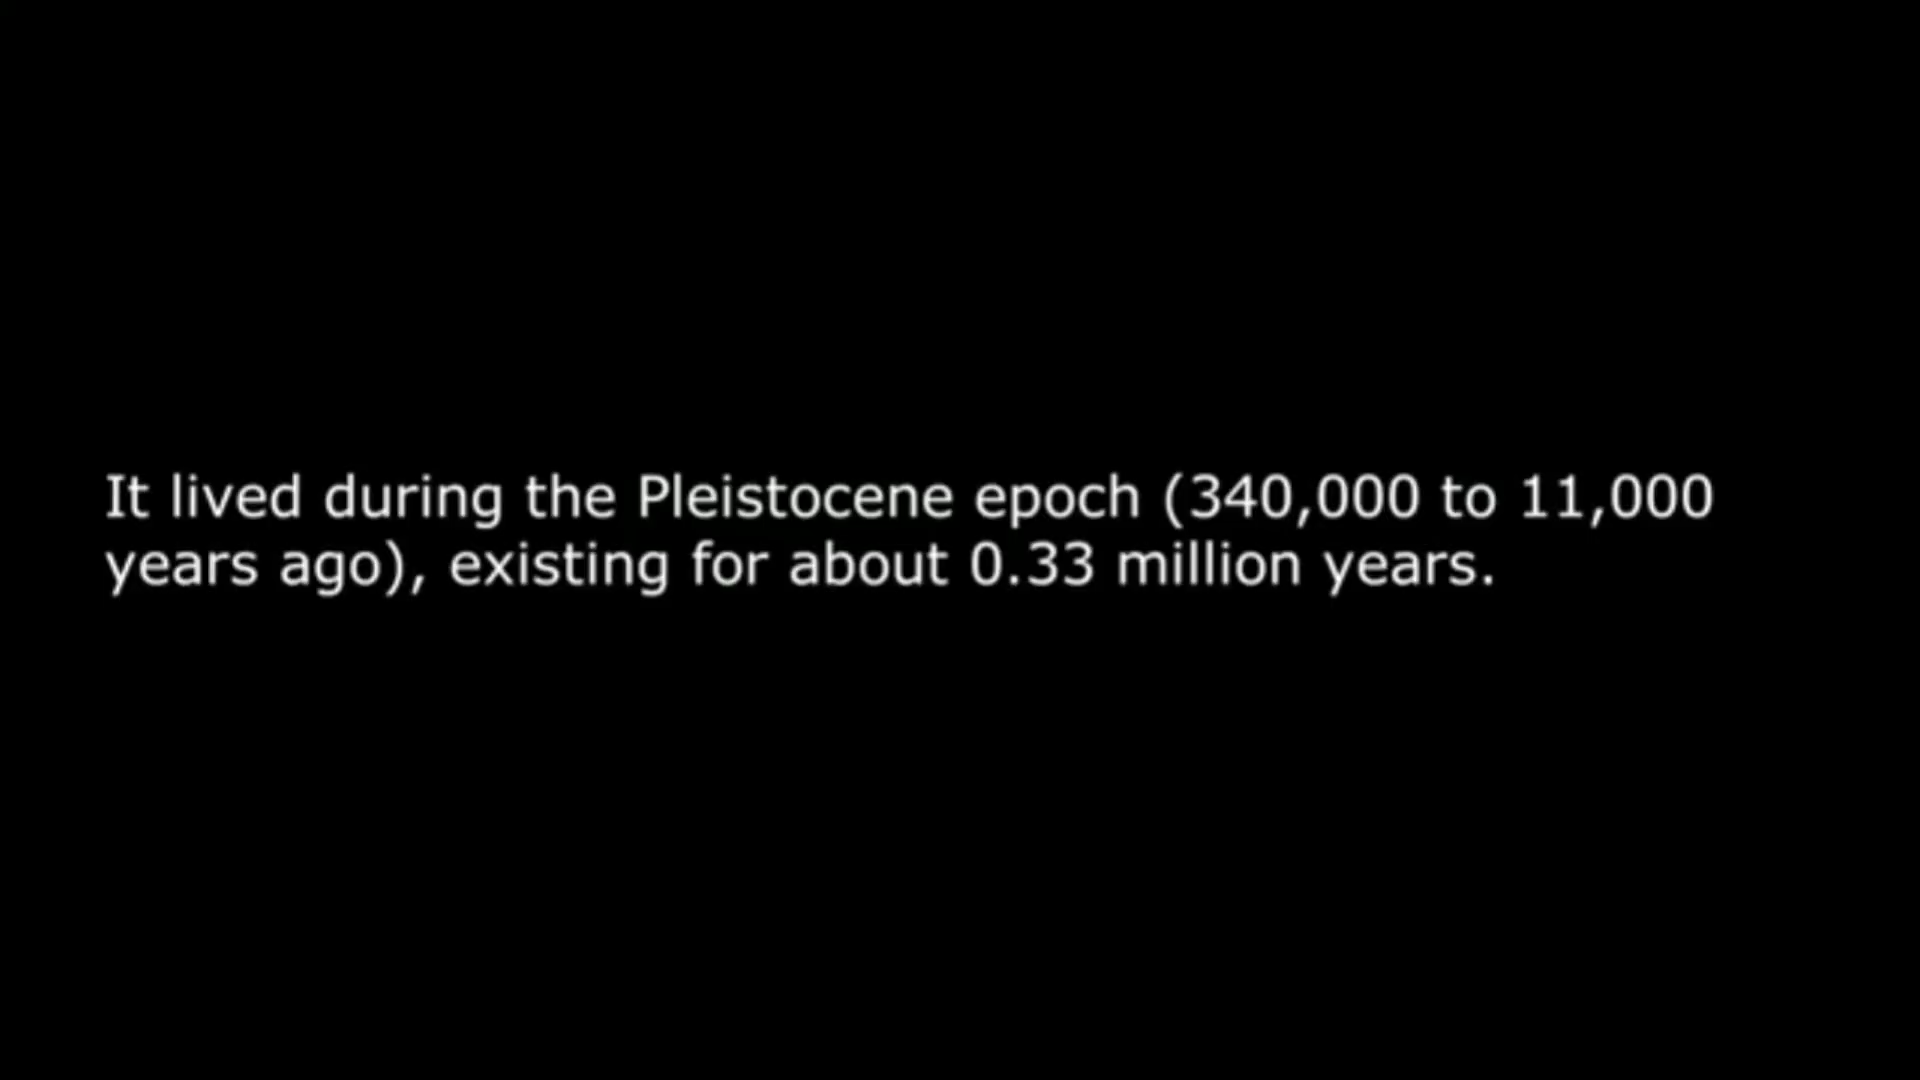 It lived during the Pleistocene epoch (340,000 to 11,000
years ago), existing for about 0.33 million years.